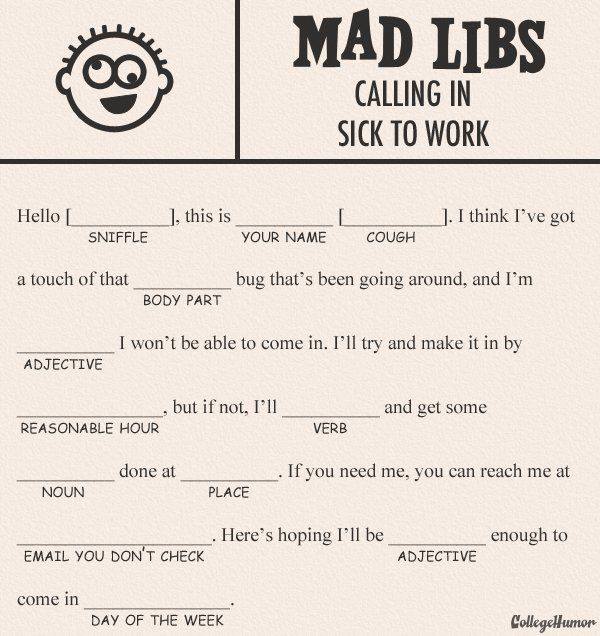 MAD LIBS
CALLING IN
SICK TO WORK
Hello [__________], this is __________ [__________]. I think I've got
SNIFFLE YOUR NAME COUGH
a touch of that __________ bug that's been going around, and I'm
BODY PART
__________ I won't be able to come in. I'll try and make it in by
ADJECTIVE
_______________, but if not, I'll __________ and get some
REASONABLE HOUR VERB
__________ done at __________. If you need me, you can reach me at
NOUN PLACE
____________________. Here's hoping I'll be __________ enough to
EMAIL YOU DON'T CHECK ADJECTIVE
come in _______________.
DAY OF THE WEEK
CollegeHumor